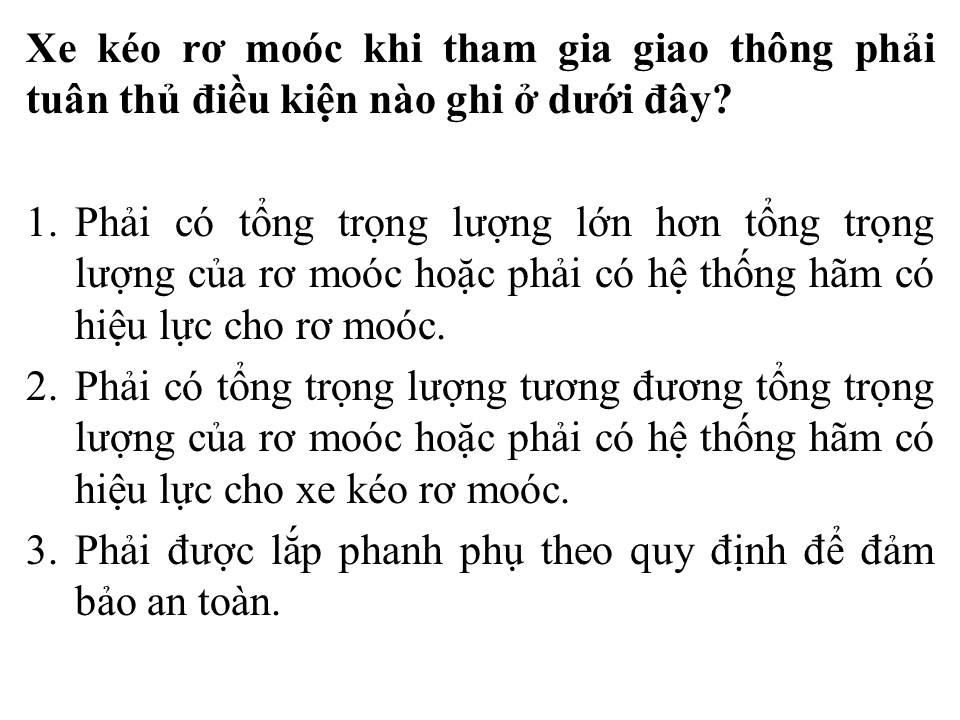 Xe kéo rơ moóc khi tham gia giao thông phải
tuân thủ điều kiện nào ghi ở dưới đây?
1. Phải có tổng trọng lượng lớn hơn tổng trọng
lượng của rơ moóc hoặc phải có hệ thống hãm có
hiệu lực cho rơ moóc.
2. Phải có tổng trọng lượng tương đương tổng trọng
lượng của rơ moóc hoặc phải có hệ thống hãm có
hiệu lực cho xe kéo rơ moóc.
3. Phải được lắp phanh phụ theo quy định để đảm
bảo an toàn.